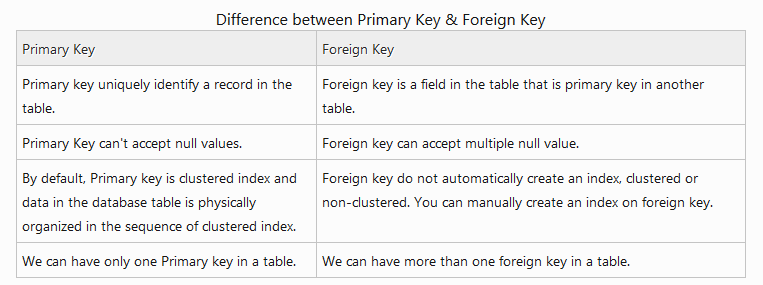 Difference between Primary Key & Foreign Key
Primary Key
Foreign Key
Primary key uniquely identify a record in the
table.
Foreign key is a field in the table that is primary key in another
table.
Primary Key can't accept null values.
Foreign key can accept multiple null value.
By default, Primary key is clustered index and
data in the database table is physically
organized in the sequence of clustered index.
Foreign key do not automatically create an index, clustered or
non-clustered. You can manually create an index on foreign key.
We can have only one Primary key in a table.
We can have more than one foreign key in a table.